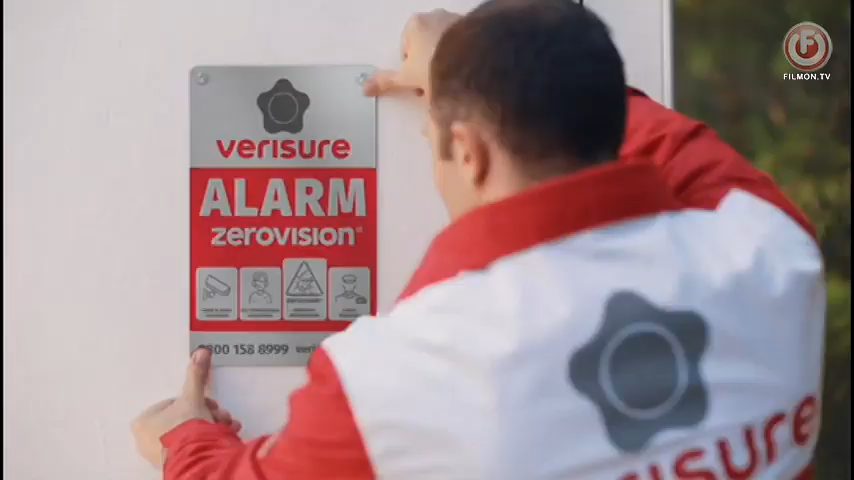 FILMON.TV
verisure
ALARM
zerovision
0800 158 8999
verisure